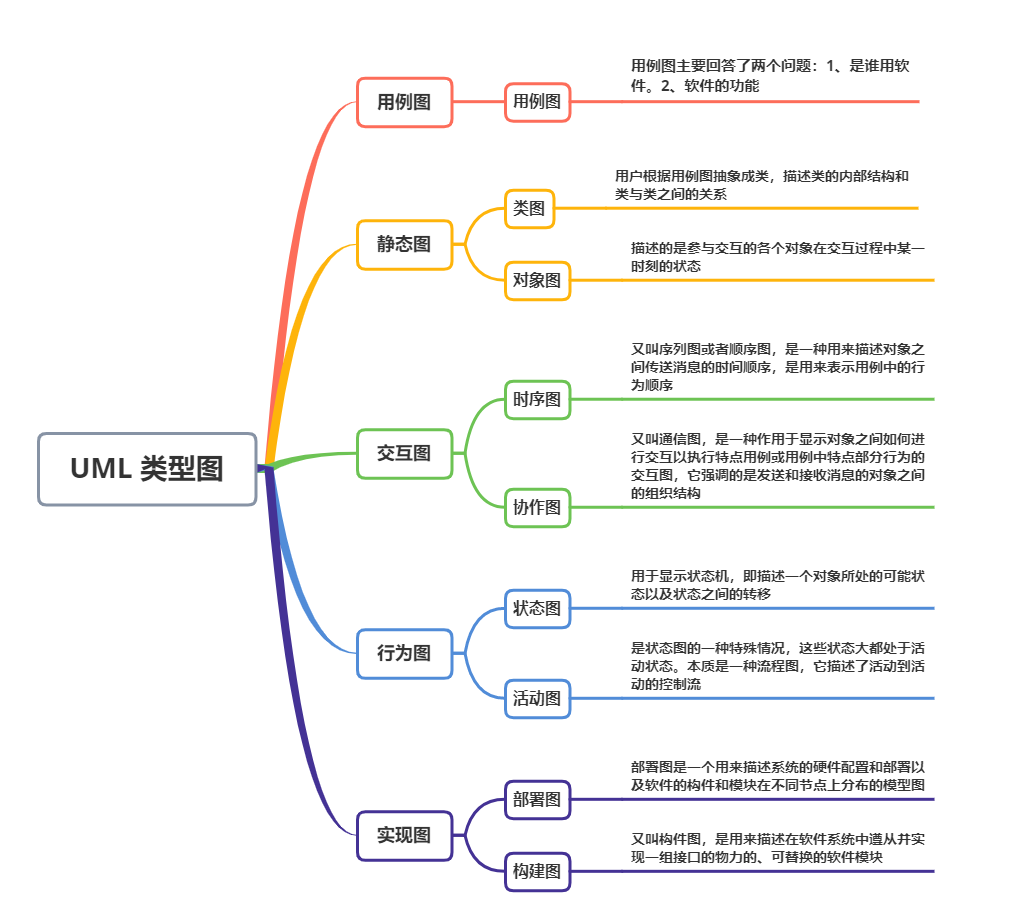 用例图
用例图
用例图主要回答了两个问题：1、是谁用软
件。2、软件的功能
静态图
类图
用户根据用例图抽象成类，描述类的内部结构和
类与类之间的关系
对象图
描述的是参与交互的各个对象在交互过程中某一
时刻的状态
UML 类型图
交互图
时序图
又叫序列图或者顺序图，是一种用来描述对象之
间传送消息的时间顺序，是用来表示用例中的行
为顺序
协作图
又叫通信图，是一种作用于显示对象之间如何进
行交互以执行特点用例或用例中特点部分行为的
交互图，它强调的是发送和接收消息的对象之间
的组织结构
行为图
状态图
用于显示状态机，即描述一个对象所处的可能状
态以及状态之间的转移
活动图
是状态图的一种特殊情况，这些状态大都处于活
动状态。本质是一种流程图，它描述了活动到活
动的控制流
实现图
部署图
部署图是一个用来描述系统的硬件配置和部署以
及软件的构件和模块在不同节点上分布的模型图
构建图
又叫构件图，是用来描述在软件系统中遵从并实
现一组接口的物力的、可替换的软件模块